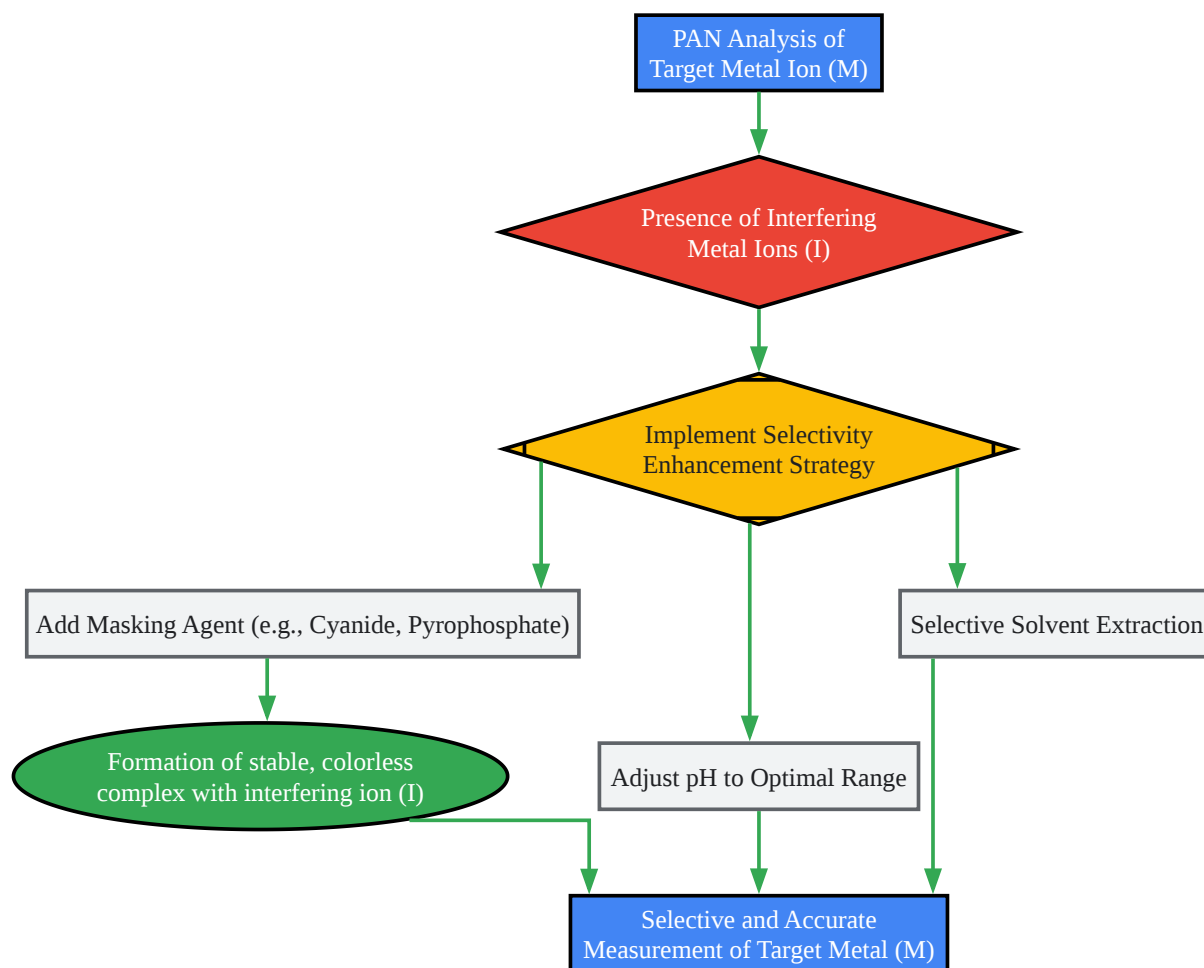 PAN Analysis of
Target Metal Ion (M)
Presence of Interfering
Metal Ions (I)
Implement Selectivity
Enhancement Strategy
Add Masking Agent (e.g., Cyanide, Pyrophosphate)
Selective Solvent Extraction
Formation of stable, colorless
complex with interfering ion (I)
Adjust pH to Optimal Range
Selective and Accurate
Measurement of Target Metal (M)